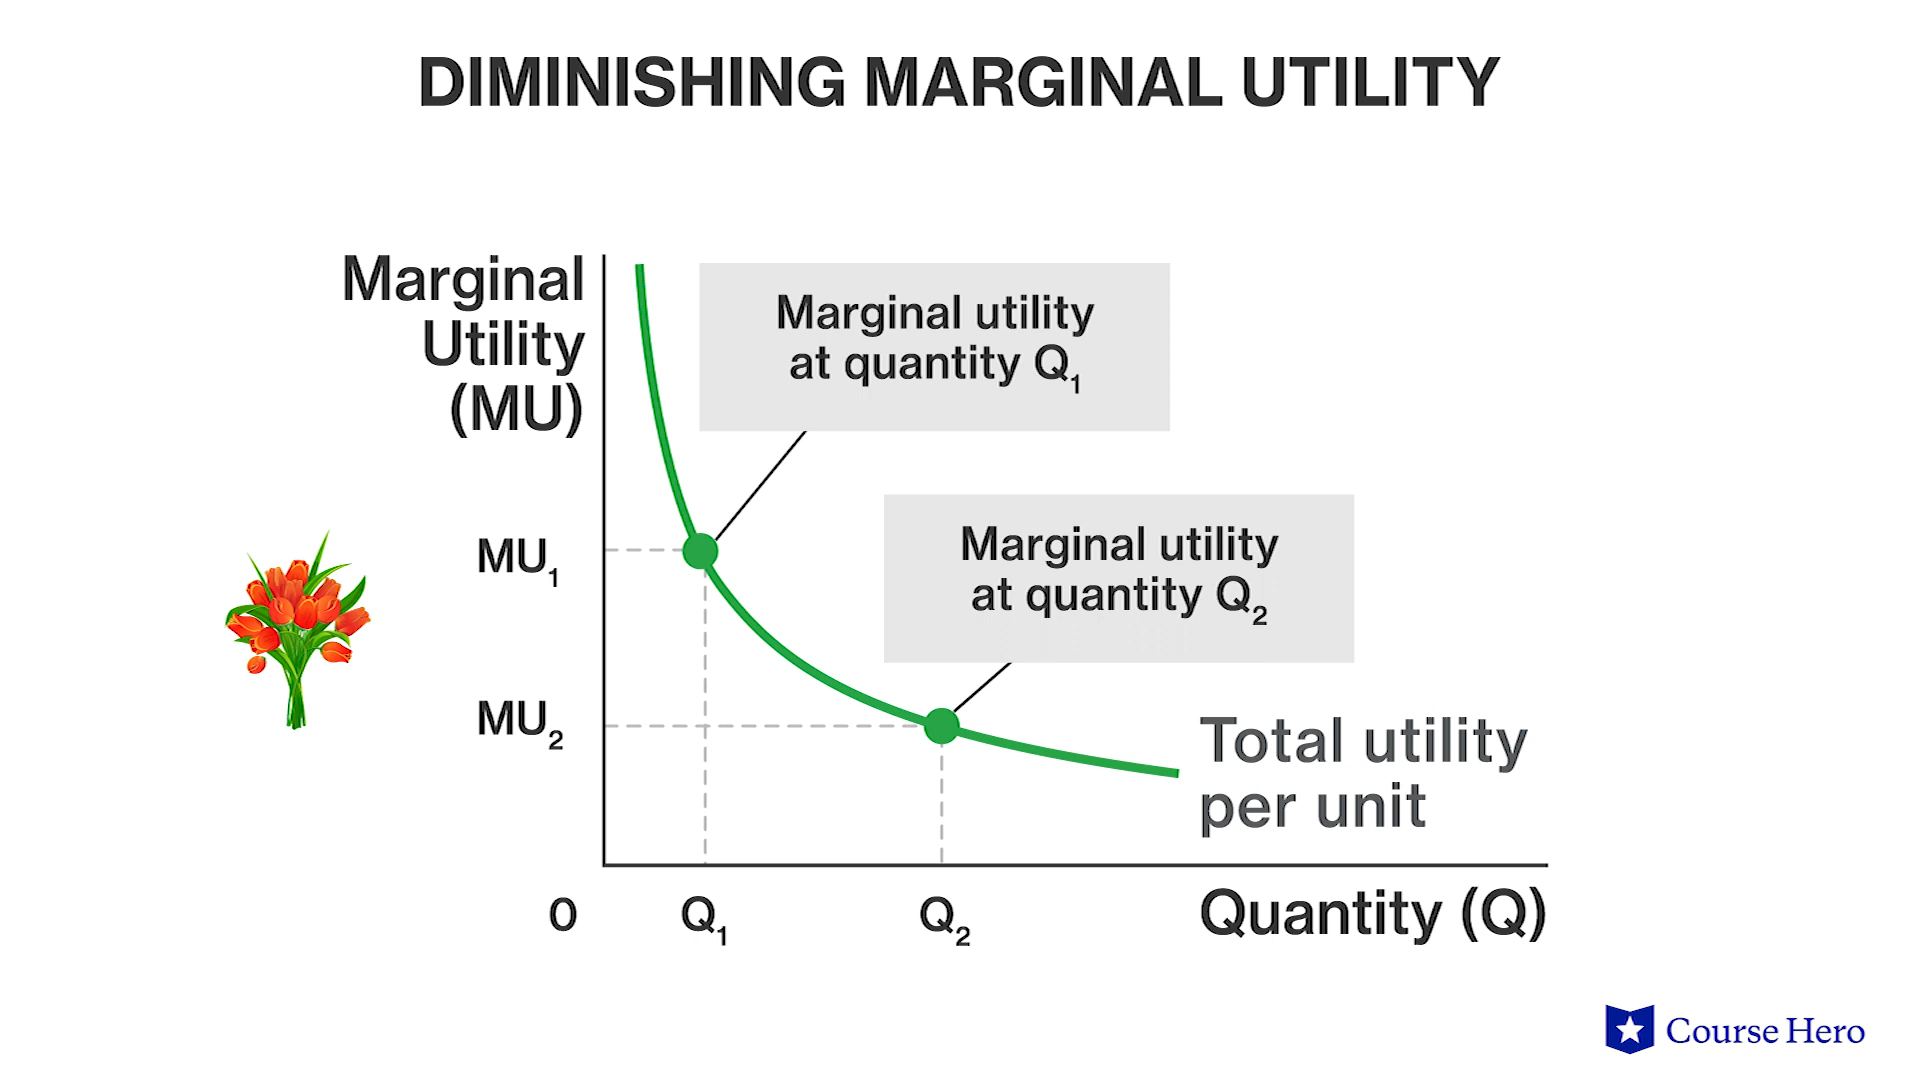 DIMINISHING MARGINAL UTILITY
Marginal
Utility
(MU)
Marginal utility
at quantity Q₁
Marginal utility
at quantity Q₂
MU₁
MU₂
Total utility
per unit
0
Q₁
Q₂
Quantity (Q)
Course Hero